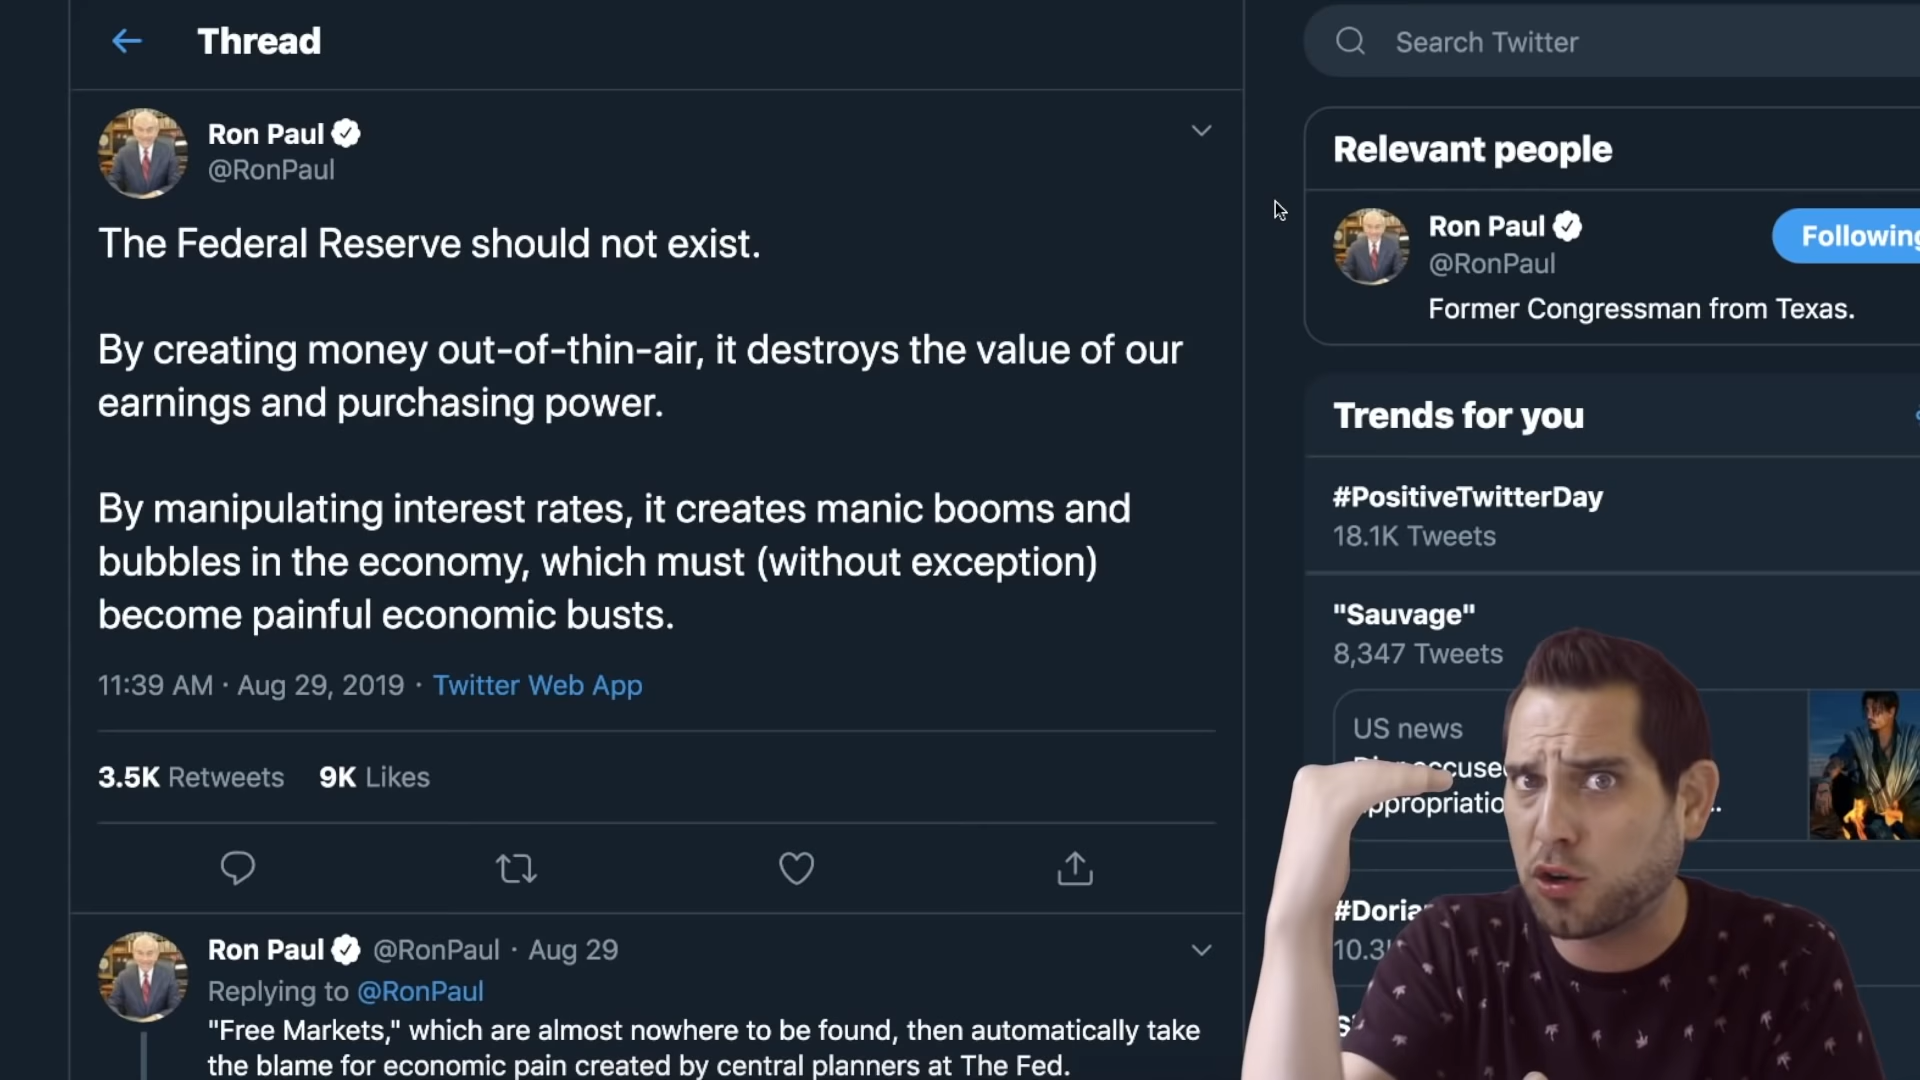 Thread
Ron Paul
@RonPaul
The Federal Reserve should not exist.
By creating money out-of-thin-air, it destroys the value of our
earnings and purchasing power.
By manipulating interest rates, it creates manic booms and
bubbles in the economy, which must (without exception)
become painful economic busts.
11:39 AM · Aug 29, 2019 · Twitter Web App
3.5K Retweets 9K Likes
Ron Paul @RonPaul · Aug 29
Replying to @RonPaul
"Free Markets," which are almost nowhere to be found, then automatically take
the blame for economic pain created by central planners at The Fed.
Search Twitter
Relevant people
Ron Paul
@RonPaul
Following
Former Congressman from Texas.
Trends for you
#PositiveTwitterDay
18.1K Tweets
"Sauvage"
8,347 Tweets
US news